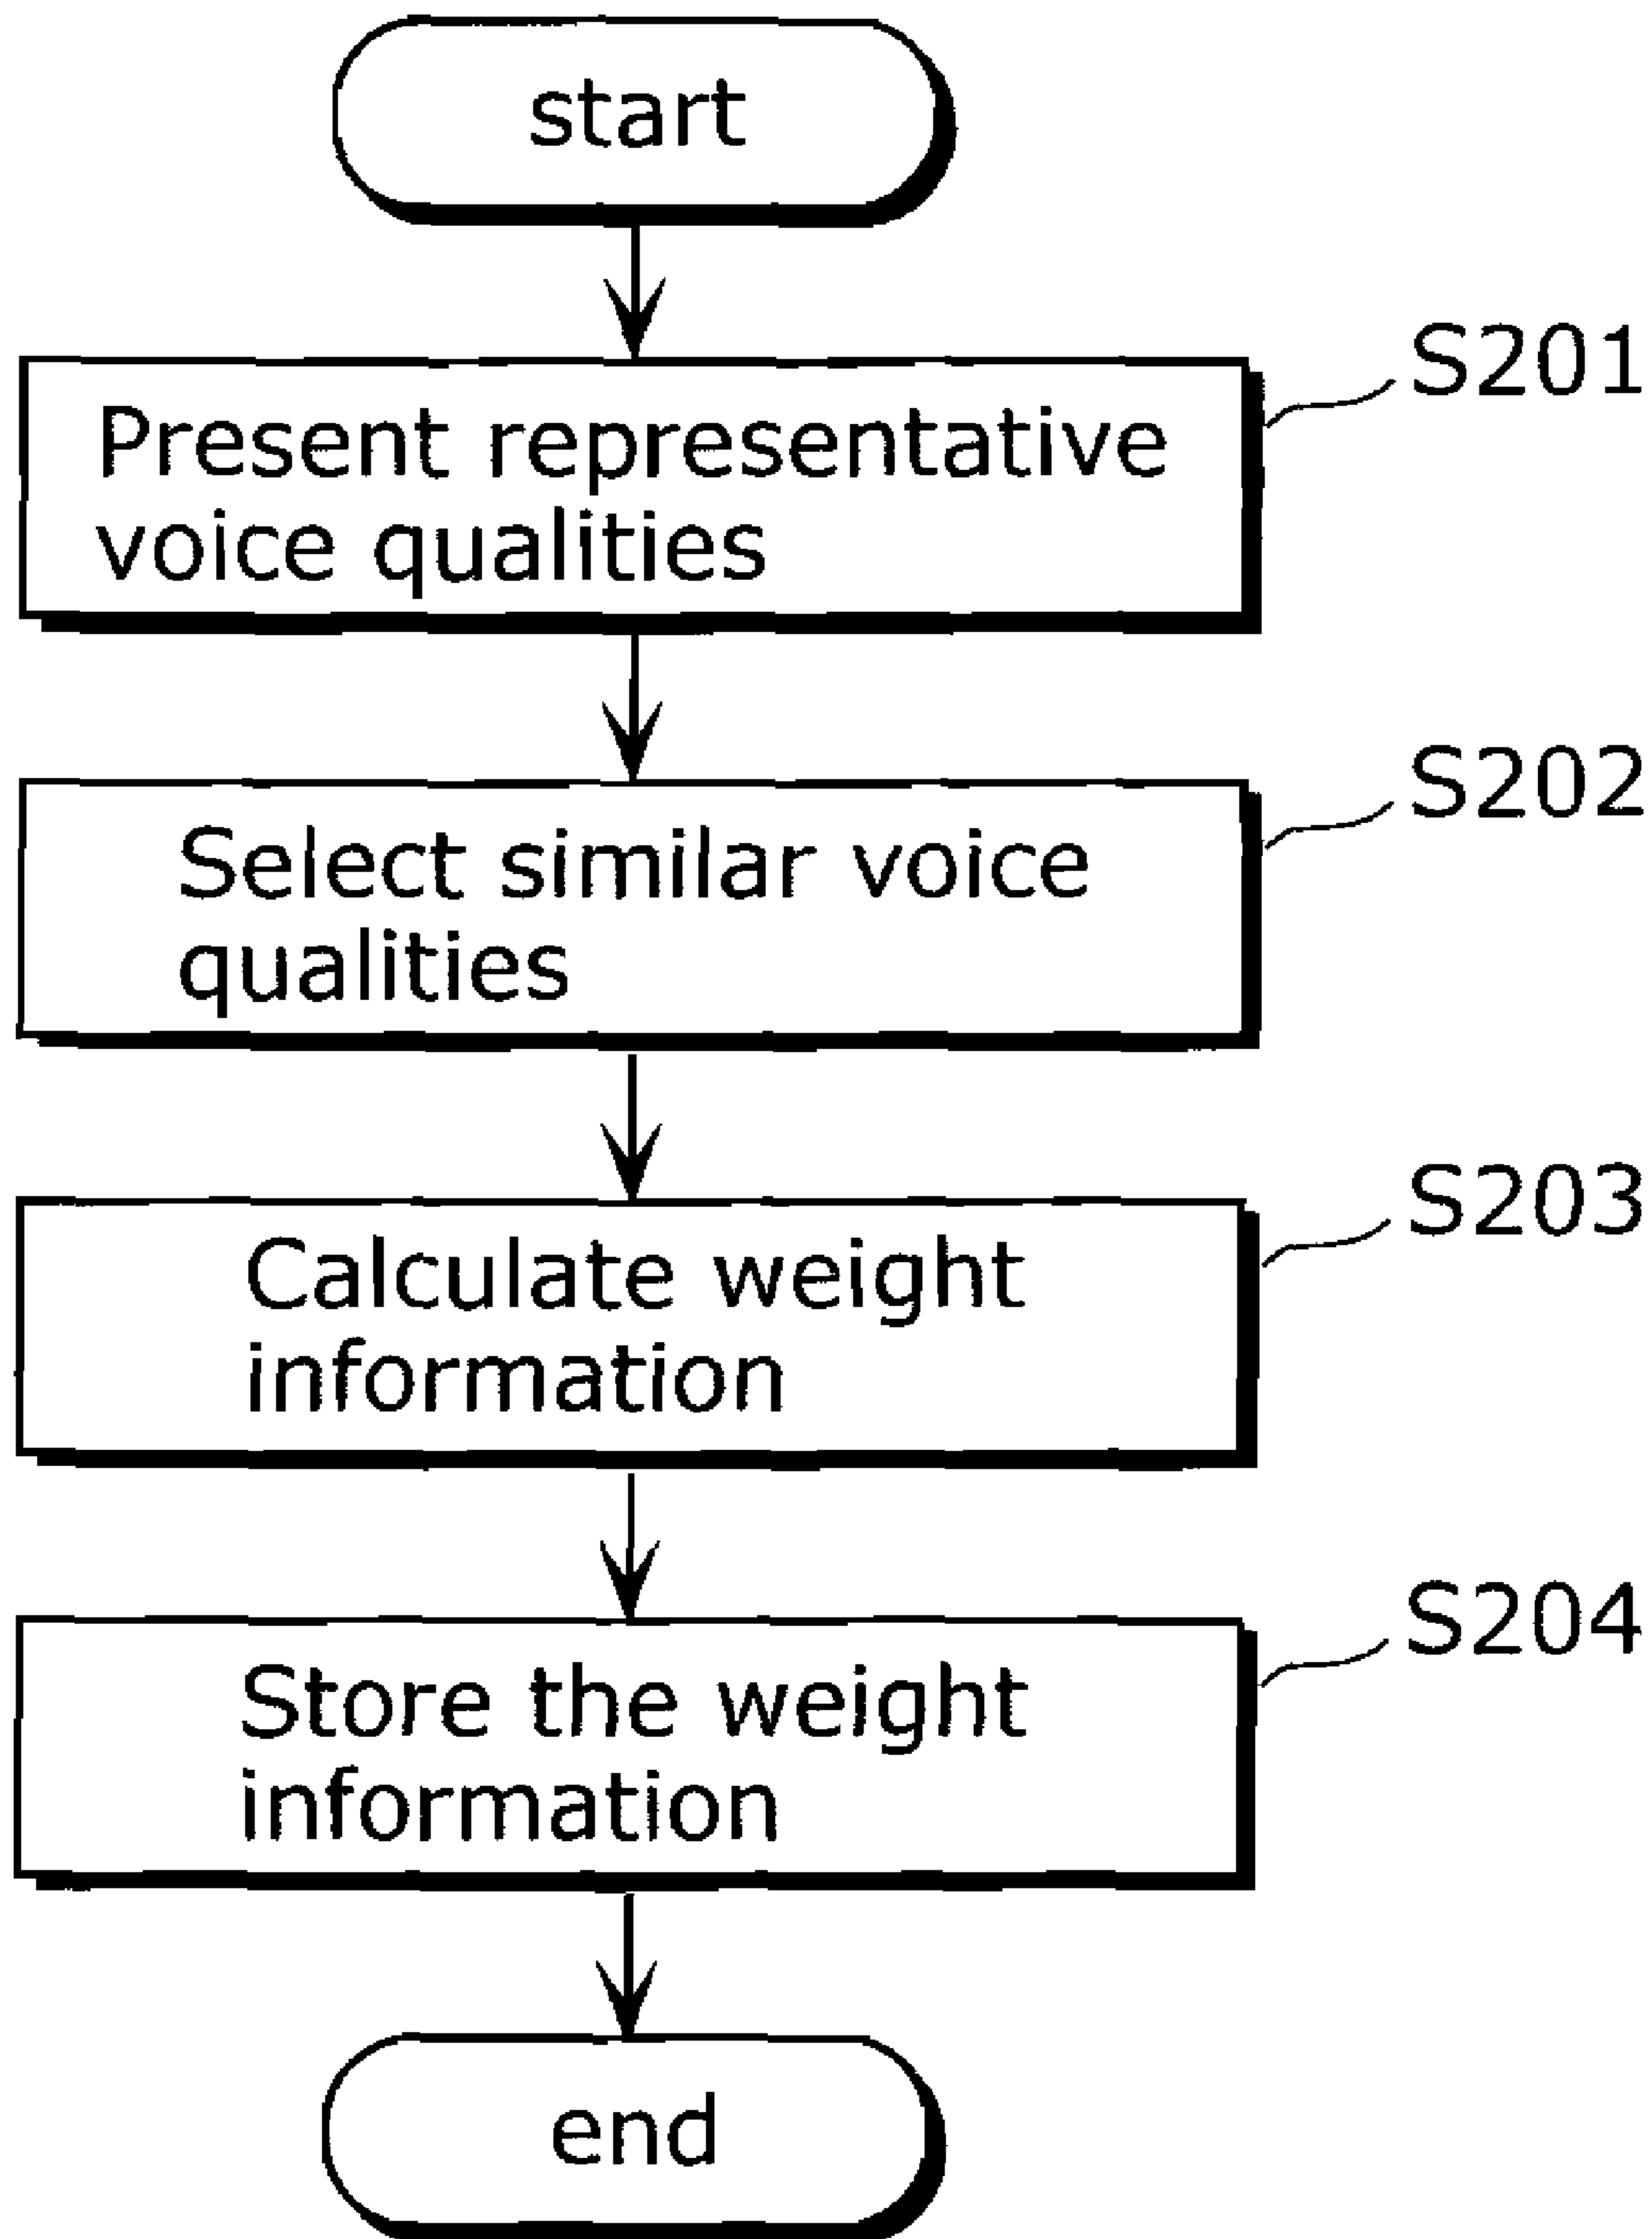 start
S201
Present representative
voice qualities
S202
Select similar voice
qualities
S203
Calculate weight
information
S204
Store the weight
information
end